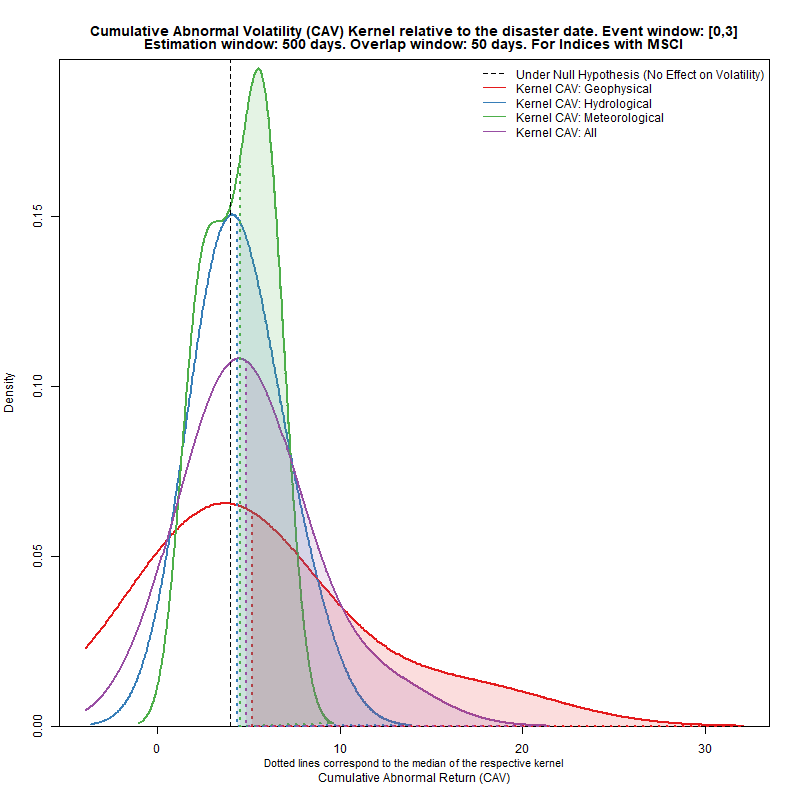 Cumulative Abnormal Volatility (CAV) Kernel relative to the disaster date. Event window: [0,3]
Estimation window: 500 days. Overlap window: 50 days. For Indices with MSCI
Under Null Hypothesis (No Effect on Volatility)
Kernel CAV: Geophysical
Kernel CAV: Hydrological
Kernel CAV: Meteorological
Kernel CAV: All
Density
0.15
0.10
0.05
0.00
0 10 20 30
Dotted lines correspond to the median of the respective kernel
Cumulative Abnormal Return (CAV)